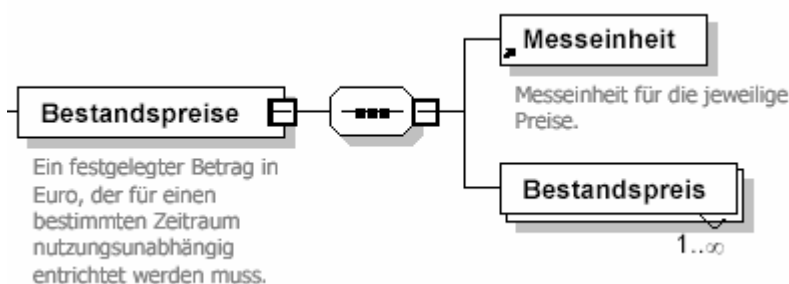 Messeinheit
Messeinheit für die jeweilige
Preise.
Bestandspreise
Ein festgelegter Betrag in
Euro, der für einen
bestimmten Zeitraum
nutzungsunabhängig
entrichtet werden muss.
Bestandspreis
1..∞